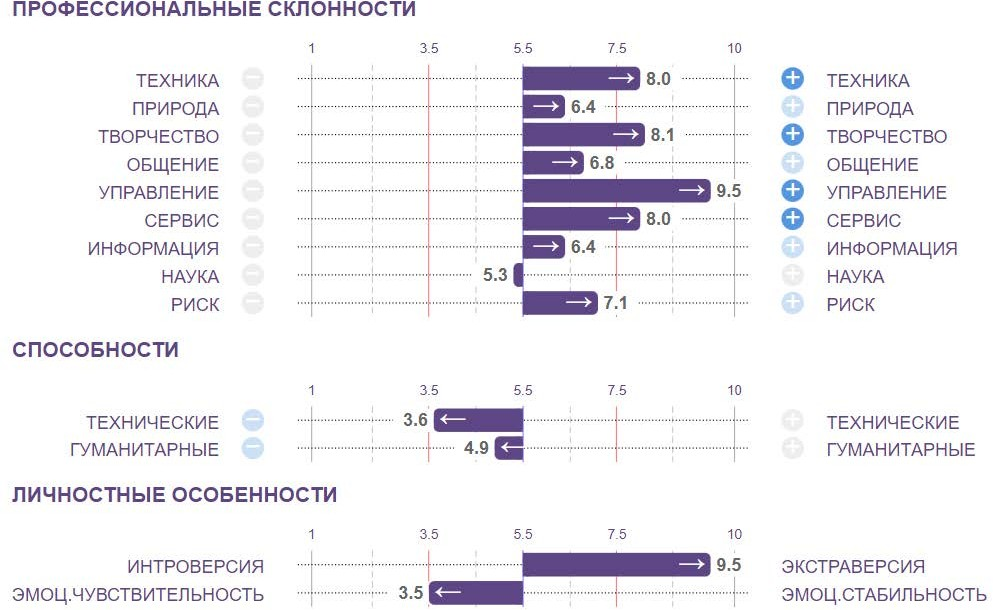 ПРОФЕССИОНАЛЬНЫЕ СКЛОННОСТИ
1 3.5 5.5 7.5 10
ТЕХНИКА 8.0 ТЕХНИКА
ПРИРОДА 6.4 ПРИРОДА
ТВОРЧЕСТВО 8.1 ТВОРЧЕСТВО
ОБЩЕНИЕ 6.8 ОБЩЕНИЕ
УПРАВЛЕНИЕ 9.5 УПРАВЛЕНИЕ
СЕРВИС 8.0 СЕРВИС
ИНФОРМАЦИЯ 6.4 ИНФОРМАЦИЯ
НАУКА 5.3 НАУКА
РИСК 7.1 РИСК
СПОСОБНОСТИ
1 3.5 5.5 7.5 10
ТЕХНИЧЕСКИЕ 3.6 ТЕХНИЧЕСКИЕ
ГУМАНИТАРНЫЕ 4.9 ГУМАНИТАРНЫЕ
ЛИЧНОСТНЫЕ ОСОБЕННОСТИ
1 3.5 5.5 7.5 10
ИНТРОВЕРСИЯ 9.5 ЭКСТРАВЕРСИЯ
ЭМОЦ.ЧУВСТВИТЕЛЬНОСТЬ 3.5 ЭМОЦ.СТАБИЛЬНОСТЬ